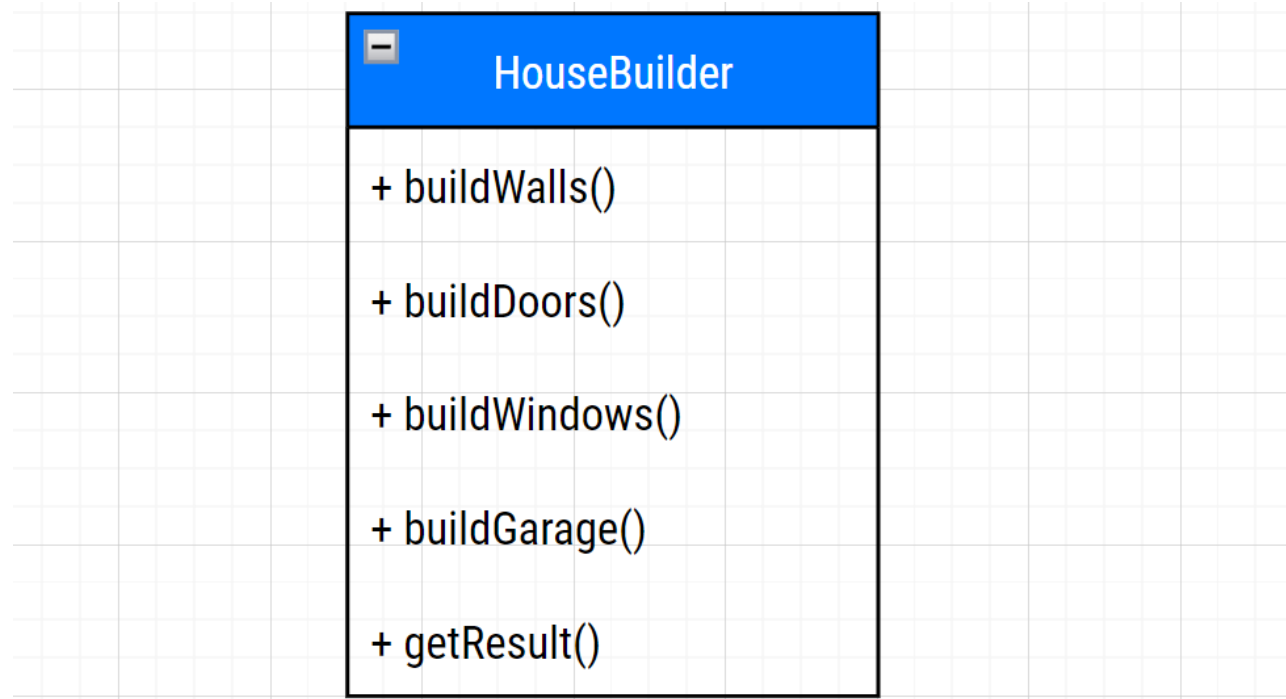 HouseBuilder
+ buildWalls()
+ buildDoors()
+ buildWindows()
+ buildGarage()
+ getResult()